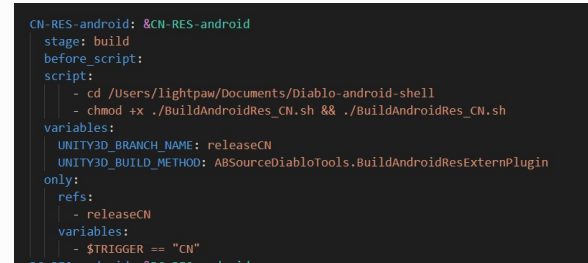 CN-RES-android: &CN-RES-android
  stage: build
  before_script:
  script:
    - cd /Users/lightpaw/Documents/Diablo-android-shell
    - chmod +x ./BuildAndroidRes_CN.sh && ./BuildAndroidRes_CN.sh
  variables:
    UNITY3D_BRANCH_NAME: releaseCN
    UNITY3D_BUILD_METHOD: ABSourceDiabloTools.BuildAndroidResExternPlugin
  only:
    refs:
      - releaseCN
    variables:
      - $TRIGGER == "CN"